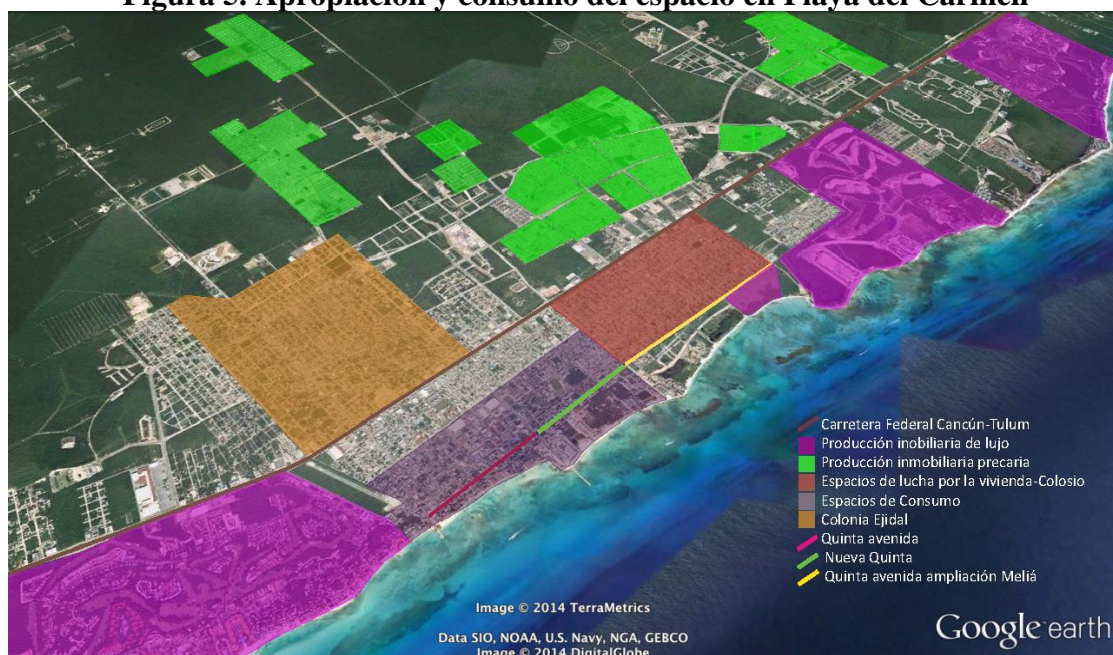 Figura 5. Apropiación y consumo del espacio en Playa del Carmen
Carretera Federal Cancún-Tulum
Producción inobiliaria de lujo
Producción inmobiliaria precaria
Espacios de lucha por la vivienda-Colosio
Espacios de Consumo
Colonia Ejidal
Quinta avenida
Nueva Quinta
Quinta avenida ampliación Meliá
Image © 2014 TerraMetrics
Data SIO, NOAA, U.S. Navy, NGA, GEBCO
Image © 2014 DigitalGlobe
Google earth